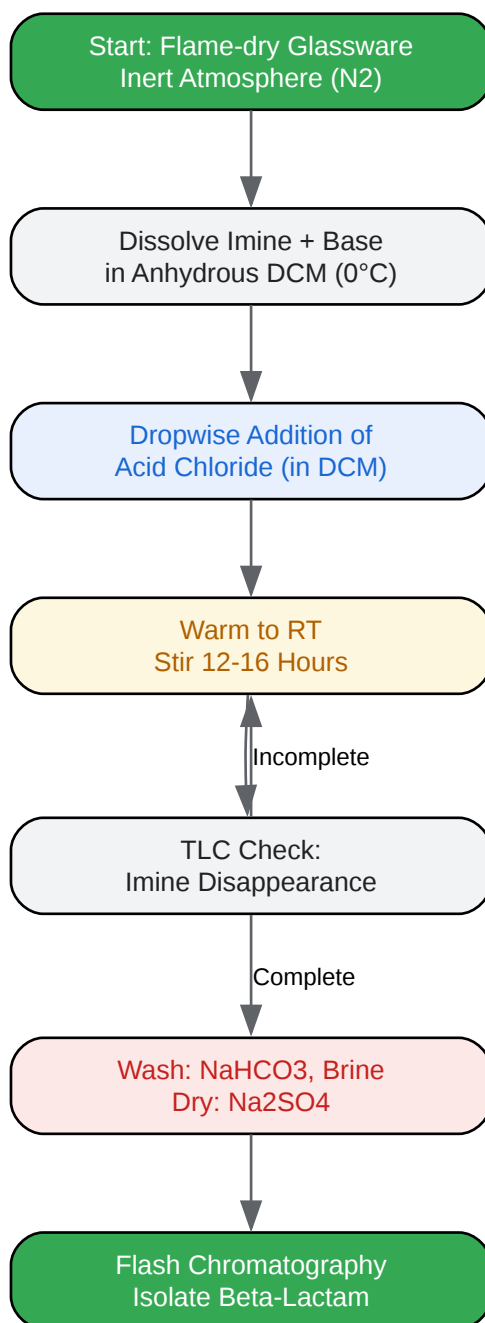 Start: Flame-dry Glassware
Inert Atmosphere (N2)
Dissolve Imine + Base
in Anhydrous DCM (0°C)
Dropwise Addition of
Acid Chloride (in DCM)
Warm to RT
Stir 12-16 Hours
Incomplete
TLC Check:
Imine Disappearance
Complete
Wash: NaHCO3, Brine
Dry: Na2SO4
Flash Chromatography
Isolate Beta-Lactam